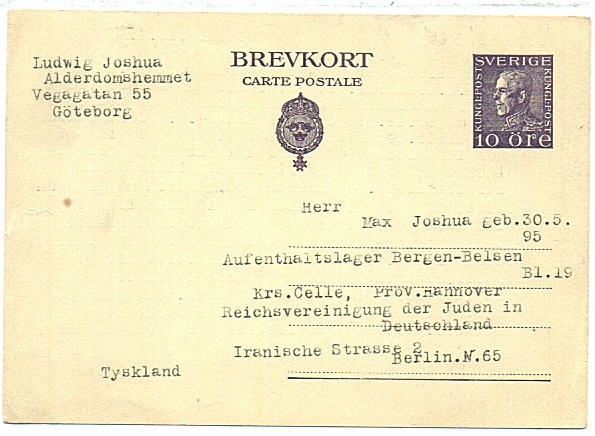 Ludwig Joshua
Alderdomshemmet
Vegagatan 55
Göteborg
BREVKORT
CARTE POSTALE
SVERIGE
KUNGEPOST
KUNGEPOST
10 öre
Herr
Max Joshua geb.30.5.
95
Aufenthaltslager Bergen-Belsen
Bl.19
Krs.Celle, Prov.Hannover
Reichsvereinigung der Juden in
Deutschland
Iranische Strasse 2
Berlin.N.65
Tyskland